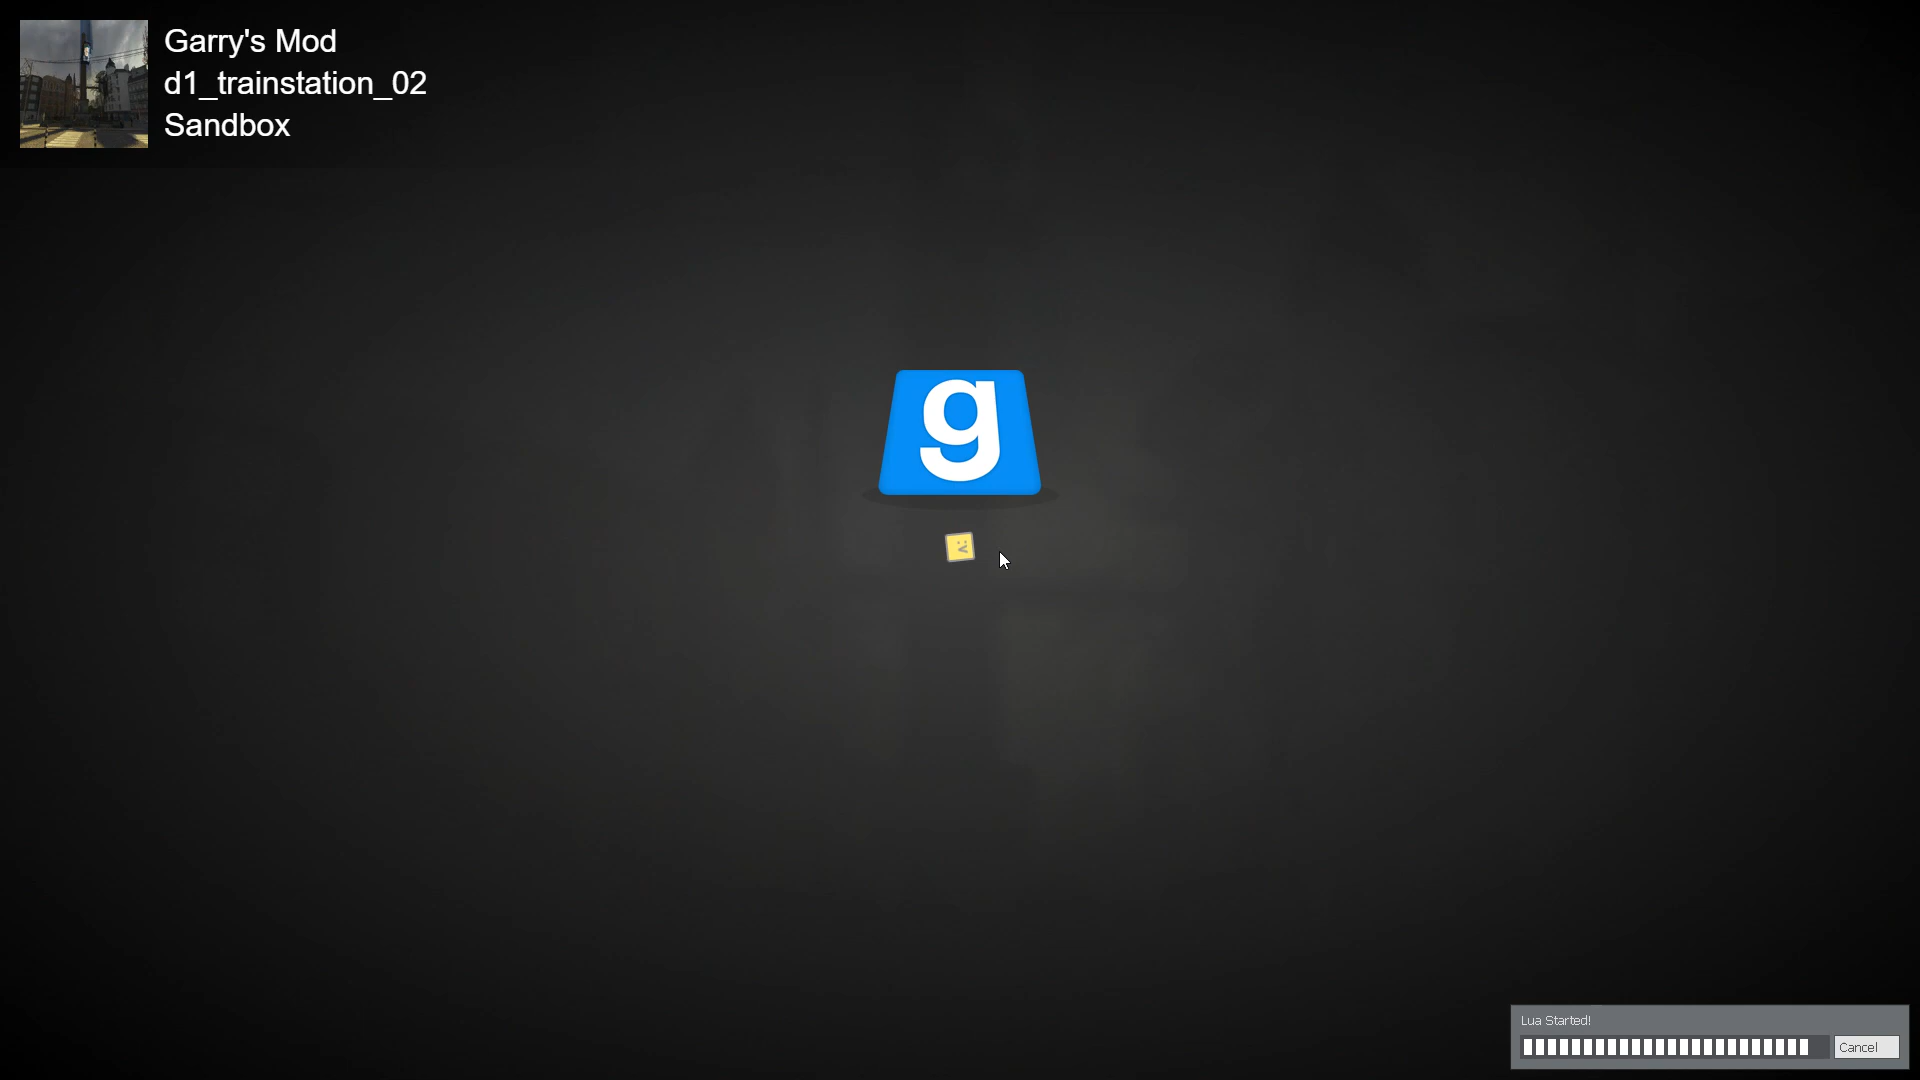 Garry's Mod
d1_trainstation_02
Sandbox
g
Lua Started!
Cancel